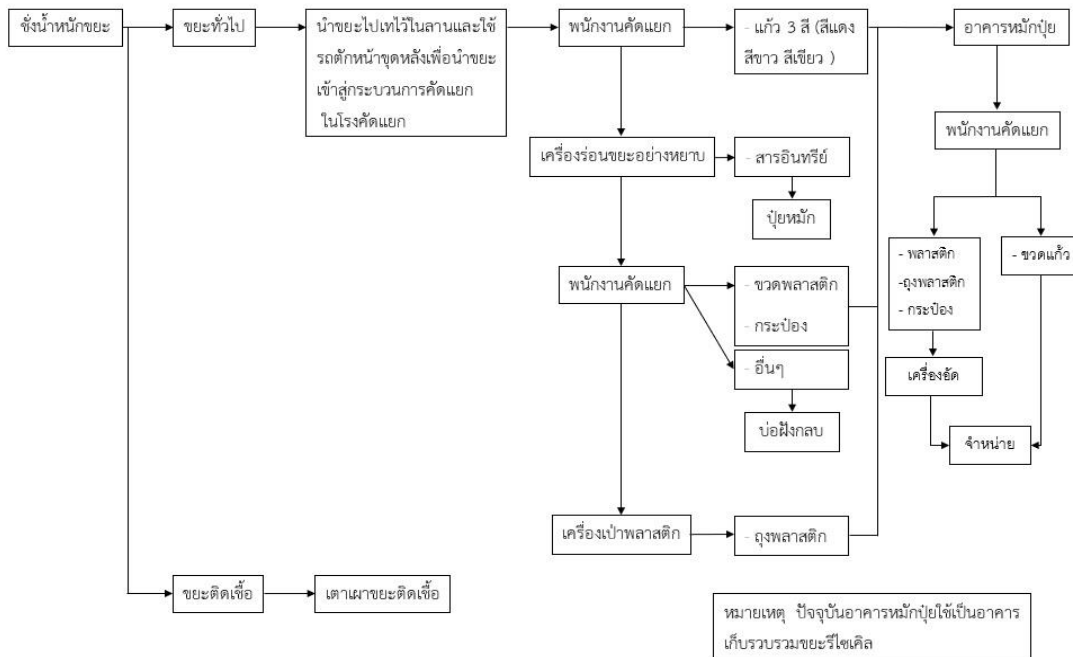 ชั่งน้ำหนักขยะ
ขยะทั่วไป
นำขยะไปเทไว้ในลานและใช้
รถตักหน้าขุดหลังเพื่อนำขยะ
เข้าสู่กระบวนการคัดแยก
ในโรงคัดแยก
พนักงานคัดแยก
- แก้ว 3 สี (สีแดง
สีขาว สีเขียว )
อาคารหมักปุ๋ย
พนักงานคัดแยก
เครื่องร่อนขยะอย่างหยาบ
- สารอินทรีย์
ปุ๋ยหมัก
- พลาสติก
-ถุงพลาสติก
- กระป๋อง
- ขวดแก้ว
พนักงานคัดแยก
- ขวดพลาสติก
- กระป๋อง
- อื่นๆ
บ่อฝังกลบ
เครื่องอัด
จำหน่าย
เครื่องเป่าพลาสติก
- ถุงพลาสติก
ขยะติดเชื้อ
เตาเผาขยะติดเชื้อ
หมายเหตุ ปัจจุบันอาคารหมักปุ๋ยใช้เป็นอาคาร
เก็บรวบรวมขยะรีไซเคิล